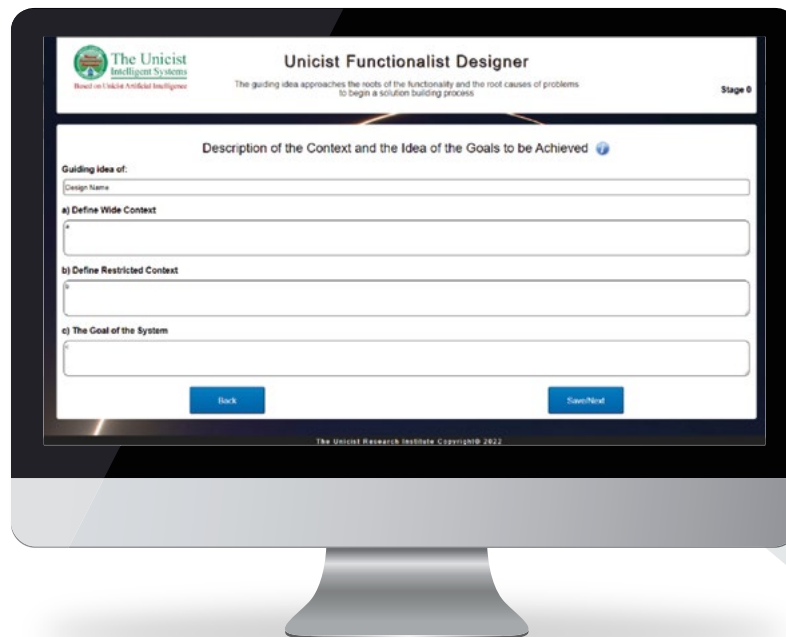 The Unicist
Intelligent Systems
Based on Unicist Artificial Intelligence
Unicist Functionalist Designer
The guiding idea approaches the roots of the functionality and the root causes of problems
to begin a solution building process
Stage 0
Description of the Context and the Idea of the Goals to be Achieved
Guiding idea of:
Design Name
a) Define Wide Context
a
b) Define Restricted Context
b
c) The Goal of the System
c
Back
Save/Next
The Unicist Research Institute Copyright© 2022